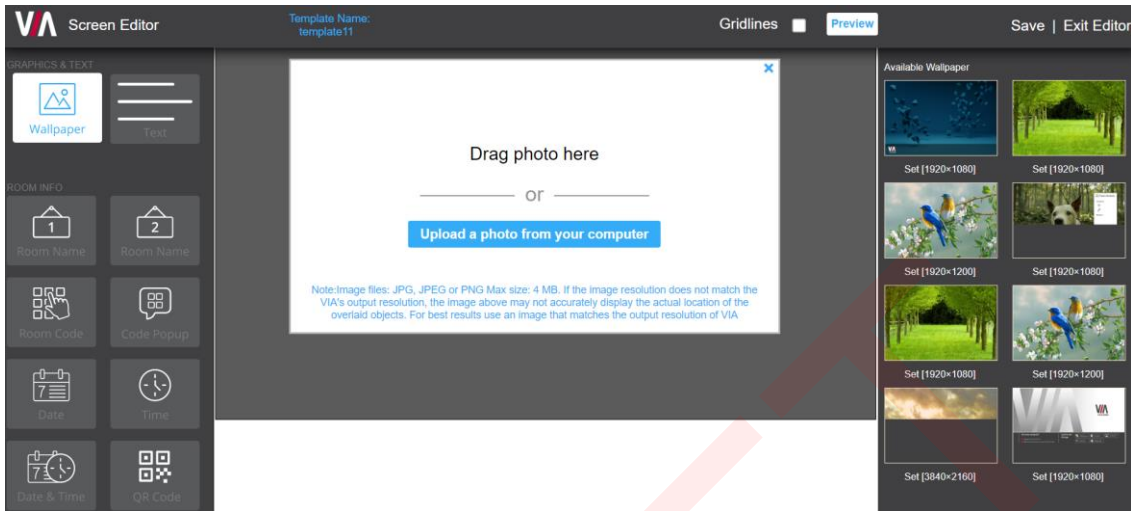 VIA Screen Editor
Template Name:
template11
Gridlines
Preview
Save | Exit Editor
GRAPHICS & TEXT
Wallpaper
Text
ROOM INFO
1
Room Name
2
Room Name
Room Code
Code Popup
7
Date
Time
7
Date & Time
QR Code
×
Drag photo here
or
Upload a photo from your computer
Note:Image files: JPG, JPEG or PNG Max size: 4 MB. If the image resolution does not match the
VIA's output resolution, the image above may not accurately display the actual location of the
overlaid objects. For best results use an image that matches the output resolution of VIA
Available Wallpaper
VIA
Set [1920×1080]
Set [1920×1080]
Set [1920×1200]
Set [1920×1080]
Set [1920×1080]
Set [1920×1200]
VIA
Set [3840×2160]
Set [1920×1080]